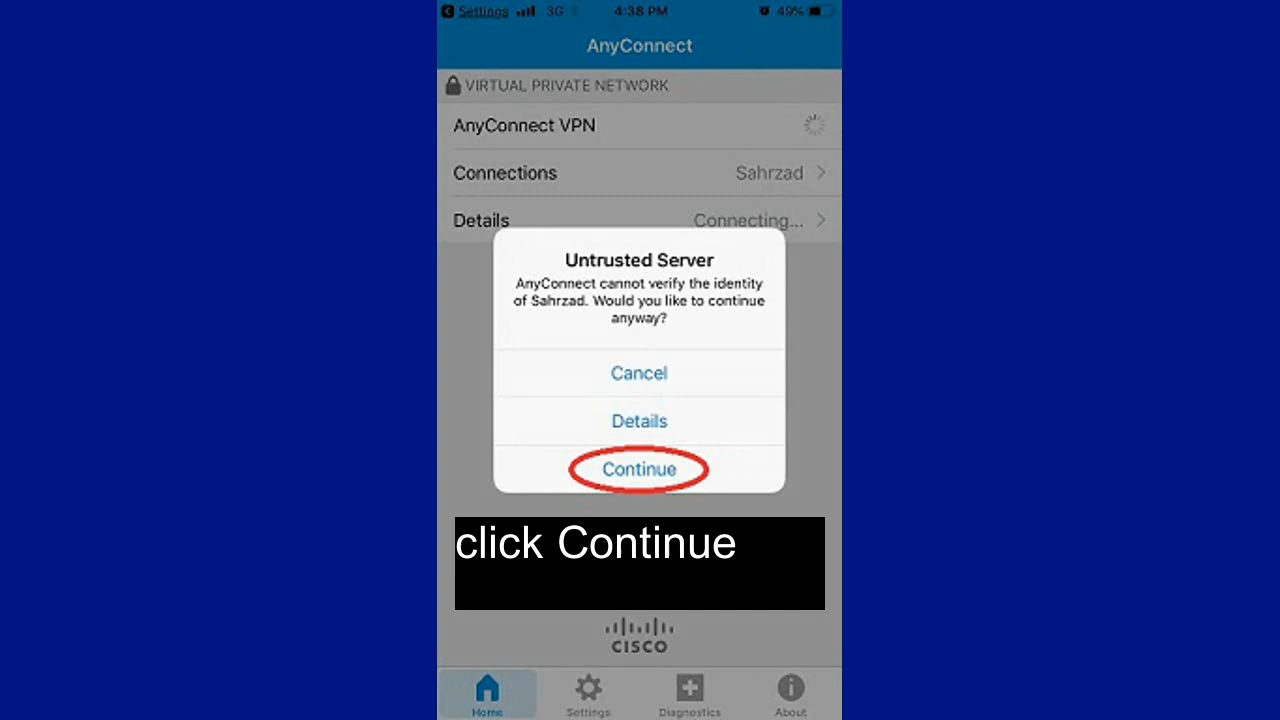 Settings 3G 4:38 PM 49%
AnyConnect
VIRTUAL PRIVATE NETWORK
AnyConnect VPN
Connections Sahrzad
Details Connecting...
Untrusted Server
AnyConnect cannot verify the identity
of Sahrzad. Would you like to continue
anyway?
Cancel
Details
Continue
click Continue
CISCO
Home Settings Diagnostics About